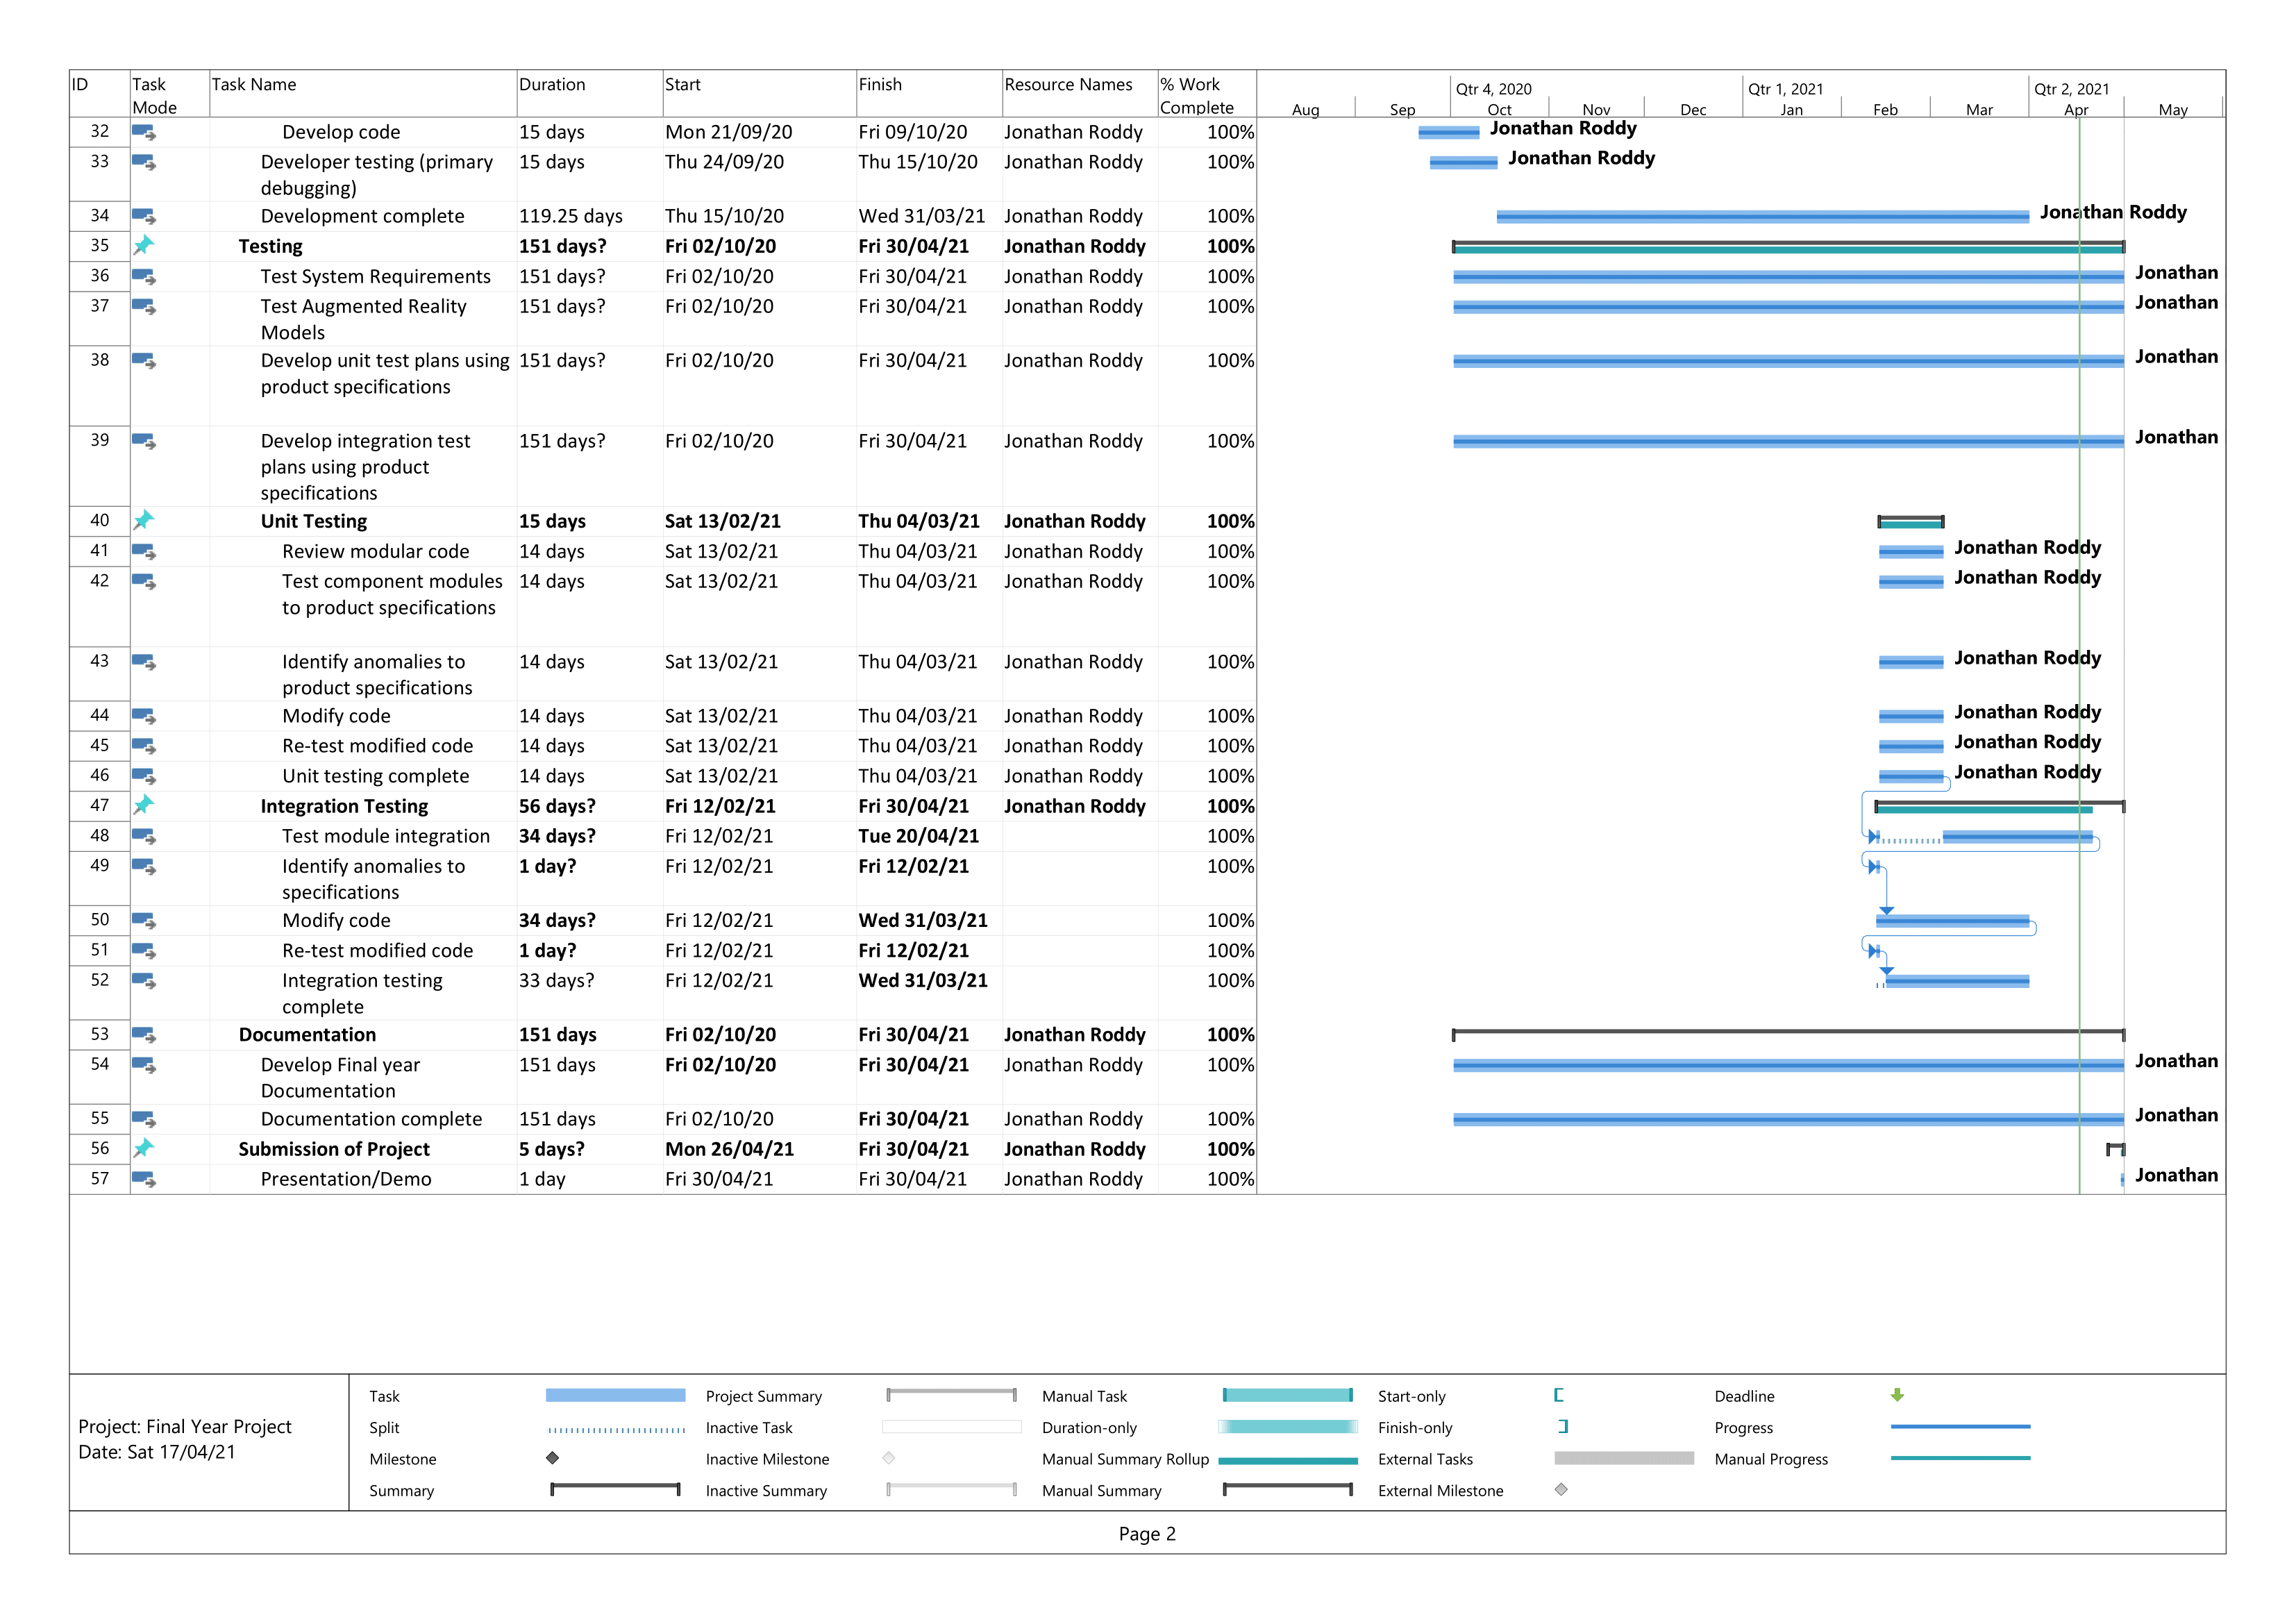 ID Task Mode Task Name Duration Start Finish Resource Names % Work Complete
Qtr 4, 2020 Qtr 1, 2021 Qtr 2, 2021
Aug Sep Oct Nov Dec Jan Feb Mar Apr May
32 Develop code 15 days Mon 21/09/20 Fri 09/10/20 Jonathan Roddy 100% Jonathan Roddy
33 Developer testing (primary 15 days Thu 24/09/20 Thu 15/10/20 Jonathan Roddy 100% Jonathan Roddy
debugging)
34 Development complete 119.25 days Thu 15/10/20 Wed 31/03/21 Jonathan Roddy 100% Jonathan Roddy
35 Testing 151 days? Fri 02/10/20 Fri 30/04/21 Jonathan Roddy 100%
36 Test System Requirements 151 days? Fri 02/10/20 Fri 30/04/21 Jonathan Roddy 100% Jonathan
37 Test Augmented Reality 151 days? Fri 02/10/20 Fri 30/04/21 Jonathan Roddy 100% Jonathan
Models
38 Develop unit test plans using 151 days? Fri 02/10/20 Fri 30/04/21 Jonathan Roddy 100% Jonathan
product specifications
39 Develop integration test 151 days? Fri 02/10/20 Fri 30/04/21 Jonathan Roddy 100% Jonathan
plans using product
specifications
40 Unit Testing 15 days Sat 13/02/21 Thu 04/03/21 Jonathan Roddy 100%
41 Review modular code 14 days Sat 13/02/21 Thu 04/03/21 Jonathan Roddy 100% Jonathan Roddy
42 Test component modules 14 days Sat 13/02/21 Thu 04/03/21 Jonathan Roddy 100% Jonathan Roddy
to product specifications
43 Identify anomalies to 14 days Sat 13/02/21 Thu 04/03/21 Jonathan Roddy 100% Jonathan Roddy
product specifications
44 Modify code 14 days Sat 13/02/21 Thu 04/03/21 Jonathan Roddy 100% Jonathan Roddy
45 Re-test modified code 14 days Sat 13/02/21 Thu 04/03/21 Jonathan Roddy 100% Jonathan Roddy
46 Unit testing complete 14 days Sat 13/02/21 Thu 04/03/21 Jonathan Roddy 100% Jonathan Roddy
47 Integration Testing 56 days? Fri 12/02/21 Fri 30/04/21 Jonathan Roddy 100%
48 Test module integration 34 days? Fri 12/02/21 Tue 20/04/21 100%
49 Identify anomalies to 1 day? Fri 12/02/21 Fri 12/02/21 100%
specifications
50 Modify code 34 days? Fri 12/02/21 Wed 31/03/21 100%
51 Re-test modified code 1 day? Fri 12/02/21 Fri 12/02/21 100%
52 Integration testing 33 days? Fri 12/02/21 Wed 31/03/21 100%
complete
53 Documentation 151 days Fri 02/10/20 Fri 30/04/21 Jonathan Roddy 100%
54 Develop Final year 151 days Fri 02/10/20 Fri 30/04/21 Jonathan Roddy 100% Jonathan
Documentation
55 Documentation complete 151 days Fri 02/10/20 Fri 30/04/21 Jonathan Roddy 100% Jonathan
56 Submission of Project 5 days? Mon 26/04/21 Fri 30/04/21 Jonathan Roddy 100%
57 Presentation/Demo 1 day Fri 30/04/21 Fri 30/04/21 Jonathan Roddy 100% Jonathan
Project: Final Year Project
Date: Sat 17/04/21
Task Project Summary Manual Task Start-only Deadline
Split Inactive Task Duration-only Finish-only Progress
Milestone Inactive Milestone Manual Summary Rollup External Tasks Manual Progress
Summary Inactive Summary Manual Summary External Milestone
Page 2